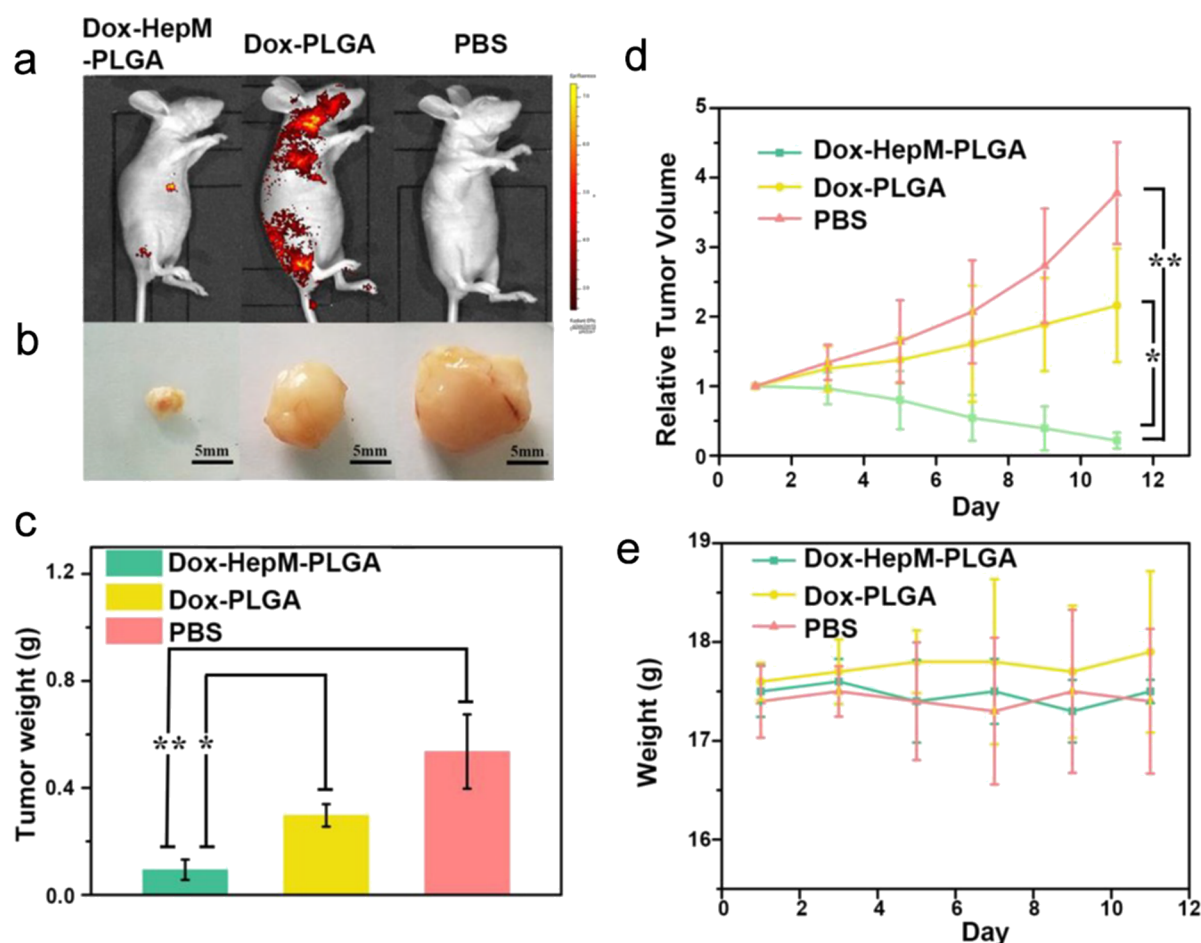 Dox-HepM
-PLGA
Dox-PLGA
PBS
a
b
5mm
5mm
5mm
c
Dox-HepM-PLGA
Dox-PLGA
PBS
Tumor weight (g)
1.2
0.8
0.4
0.0
**
*
d
Dox-HepM-PLGA
Dox-PLGA
PBS
Relative Tumor Volume
5
4
3
2
1
0
**
*
0 2 4 6 8 10 12
Day
e
Dox-HepM-PLGA
Dox-PLGA
PBS
Weight (g)
19
18
17
16
0 2 4 6 8 10 12
Day